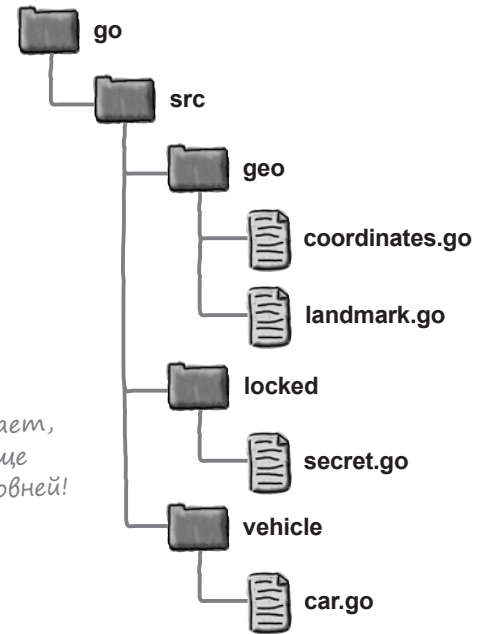 go
src
geo
coordinates.go
landmark.go
locked
secret.go
vehicle
car.go